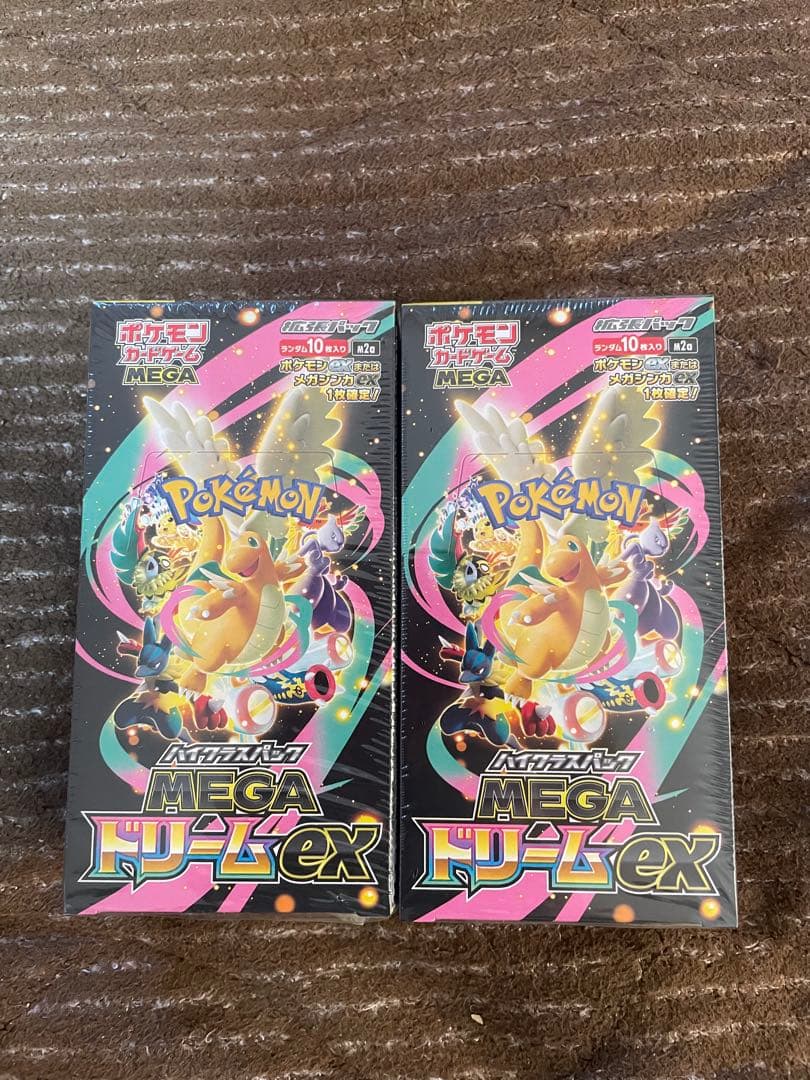 ポケモン
カードゲーム
MEGA
拡張パック
ランダム10枚入り M2a
ポケモンexまたは
メガシンカex
1枚確定!
POKéMON
ハイクラスパック
MEGA
ドリームex
ポケモン
カードゲーム
MEGA
拡張パック
ランダム10枚入り M2a
ポケモンexまたは
メガシンカex
1枚確定!
POKéMON
ハイクラスパック
MEGA
ドリームex